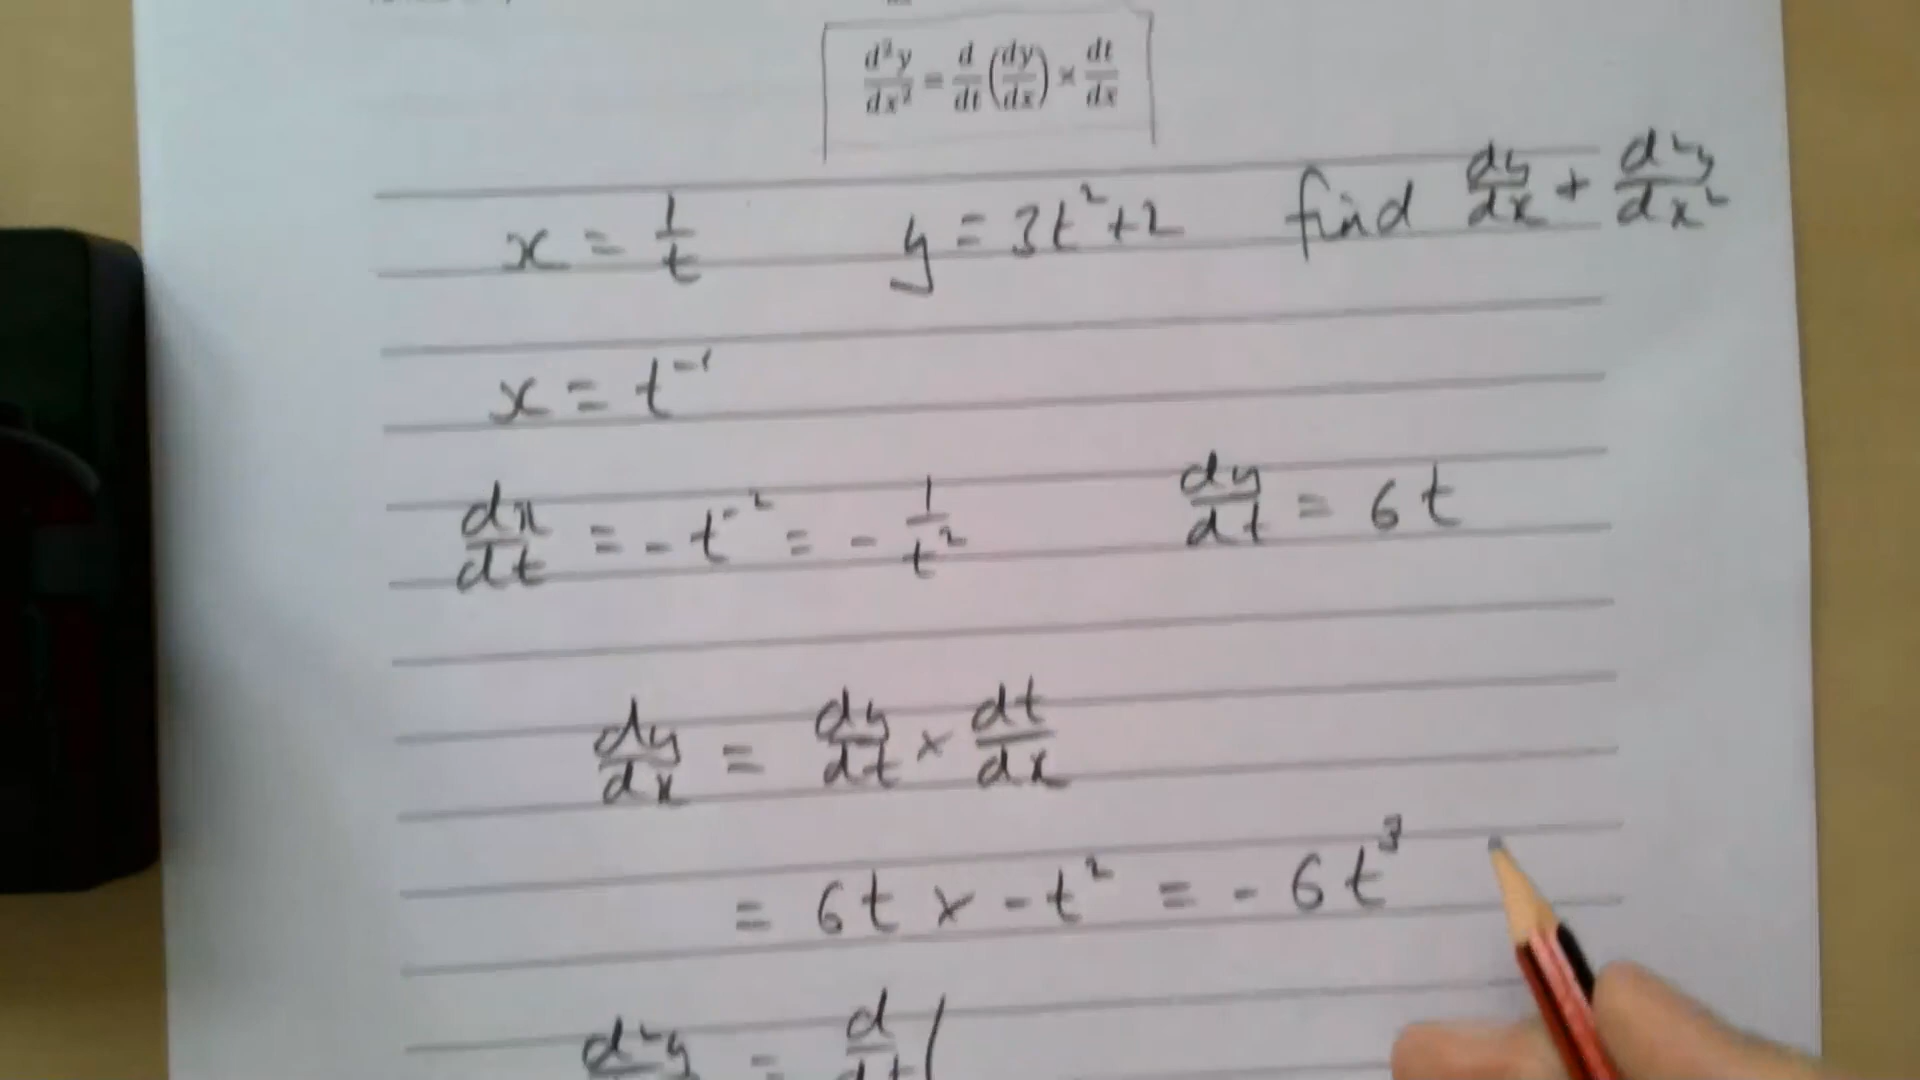 d²y/dx² = d/dt (dy/dx) × dt/dx
x = 1/t y = 3t² + 2 find dy/dx + d²y/dx²
x = t⁻¹
dx/dt = -t⁻² = - 1/t² dy/dt = 6t
dy/dx = dy/dt × dt/dx
= 6t × -t² = - 6t³
d²y = d/dt (